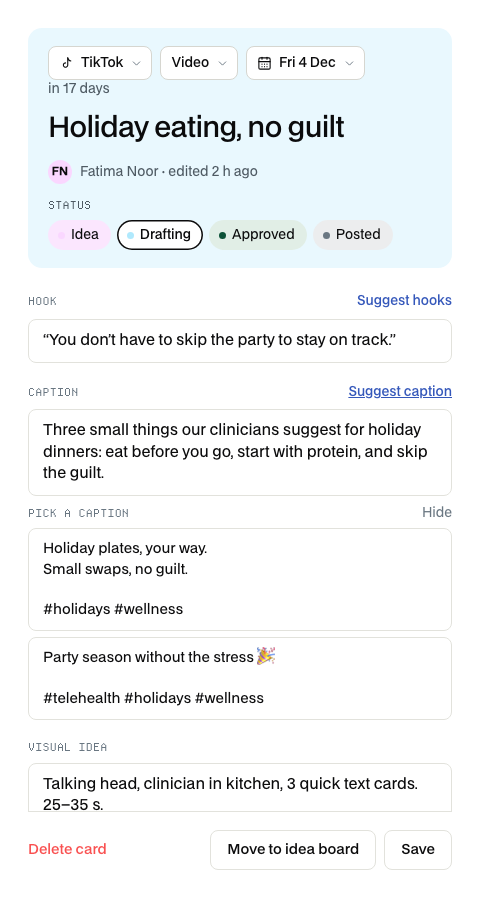 TikTok Video Fri 4 Dec
in 17 days
Holiday eating, no guilt
FN Fatima Noor · edited 2 h ago
STATUS
Idea Drafting Approved Posted
HOOK Suggest hooks
“You don’t have to skip the party to stay on track.”
CAPTION Suggest caption
Three small things our clinicians suggest for holiday
dinners: eat before you go, start with protein, and skip
the guilt.
PICK A CAPTION Hide
Holiday plates, your way.
Small swaps, no guilt.
#holidays #wellness
Party season without the stress🎉
#telehealth #holidays #wellness
VISUAL IDEA
Talking head, clinician in kitchen, 3 quick text cards.
25–35 s.
Delete card Move to idea board Save